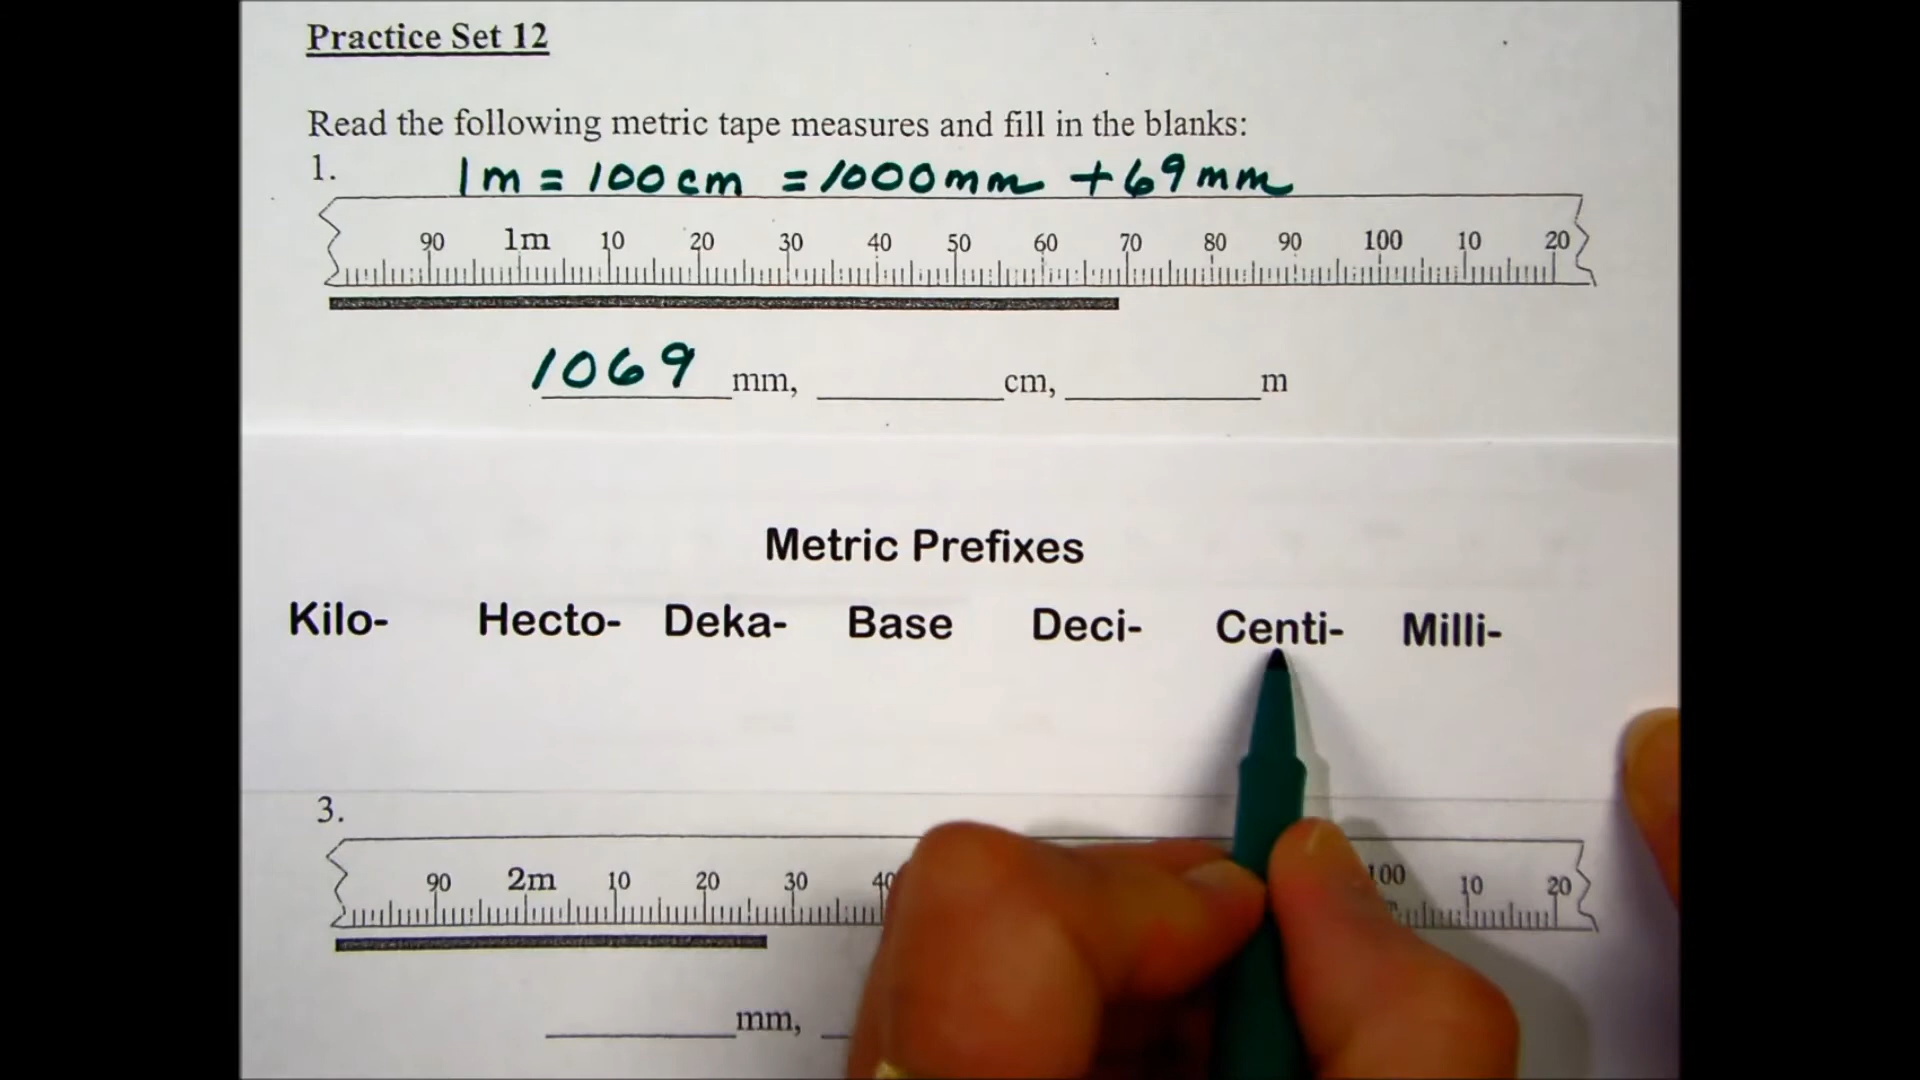 Practice Set 12
Read the following metric tape measures and fill in the blanks:
1.
1m = 100cm = 1000mm + 69mm
90 1m 10 20 30 40 50 60 70 80 90 100 10 20
1069 mm, cm, m
Metric Prefixes
Kilo- Hecto- Deka- Base Deci- Centi- Milli-
3.
90 2m 10 20 30 40 100 10 20
mm,